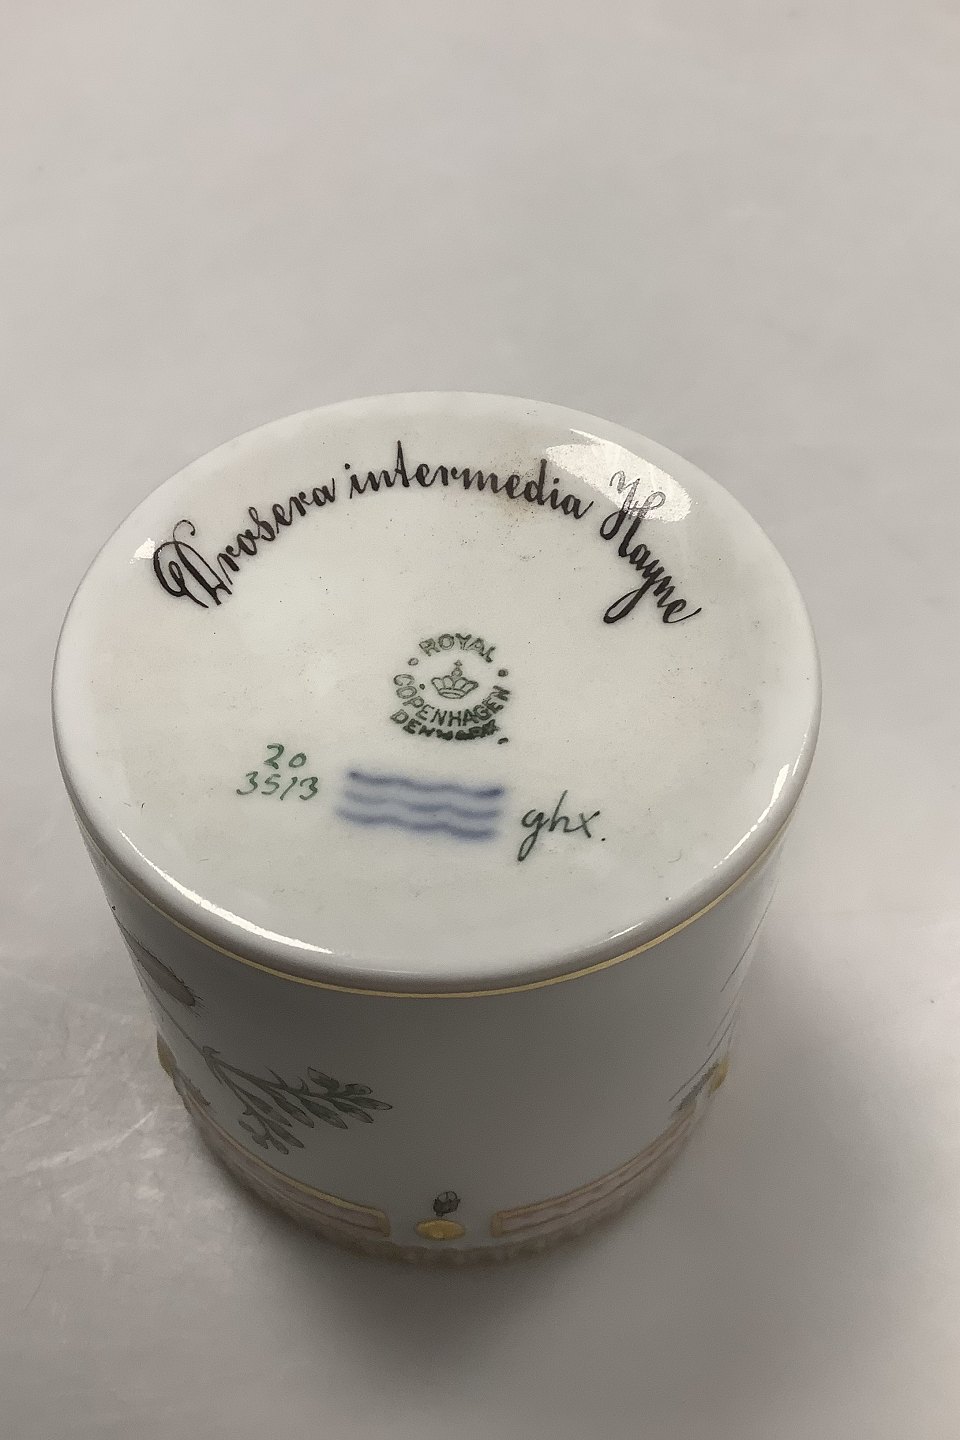 Drosera intermedia Hayne
ROYAL
COPENHAGEN
DENMARK
20
3513
ghx.